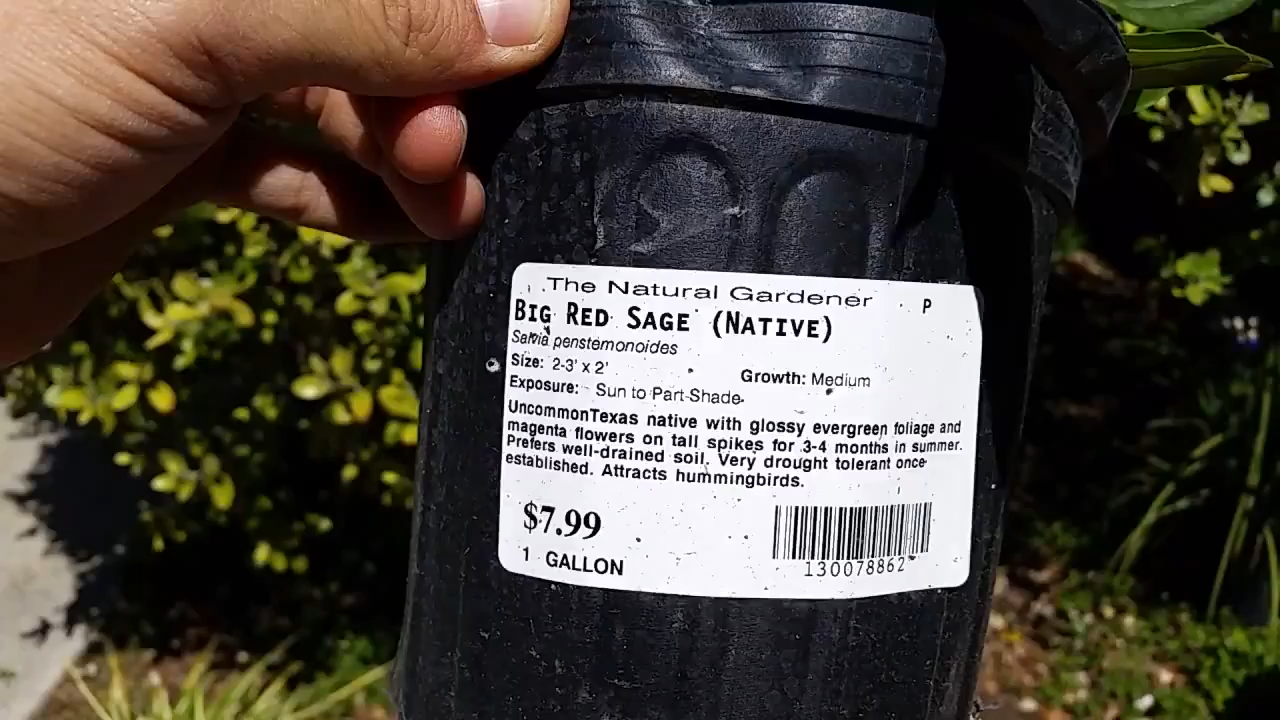 The Natural Gardener P
BIG RED SAGE (NATIVE)
Salvia penstemonoides
Size: 2-3' x 2'
Growth: Medium
Exposure: Sun to Part-Shade
UncommonTexas native with glossy evergreen foliage and
magenta flowers on tall spikes for 3-4 months in summer.
Prefers well-drained soil. Very drought tolerant once
established. Attracts hummingbirds.
$7.99
1 GALLON
130078862